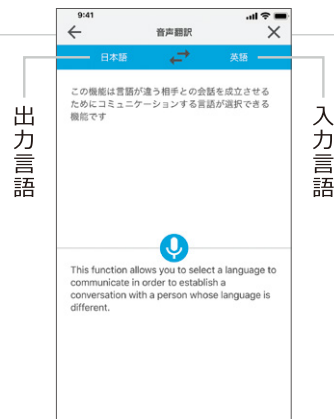 9:41
音声翻訳
日本語
英語
出力言語
入力言語
この機能は言語が違う相手との会話を成立させる
ためにコミュニケーションする言語が選択できる
機能です
This function allows you to select a language to
communicate in order to establish a
conversation with a person whose language is
different.